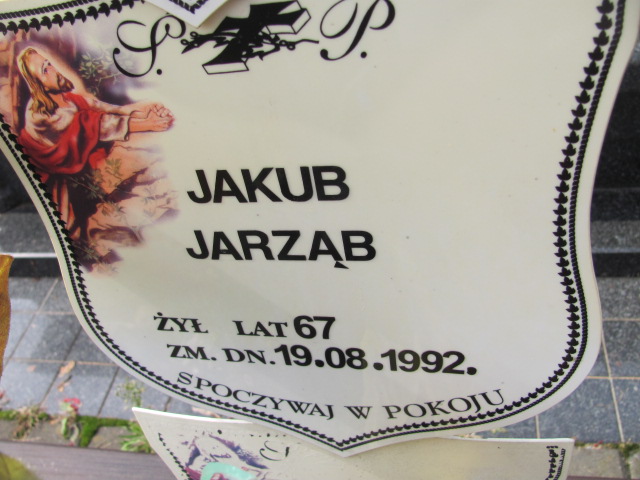 Ś. P.
JAKUB
JARZĄB
ŻYŁ LAT 67
ZM. DN. 19.08.1992.
SPOCZYWAJ W POKOJU